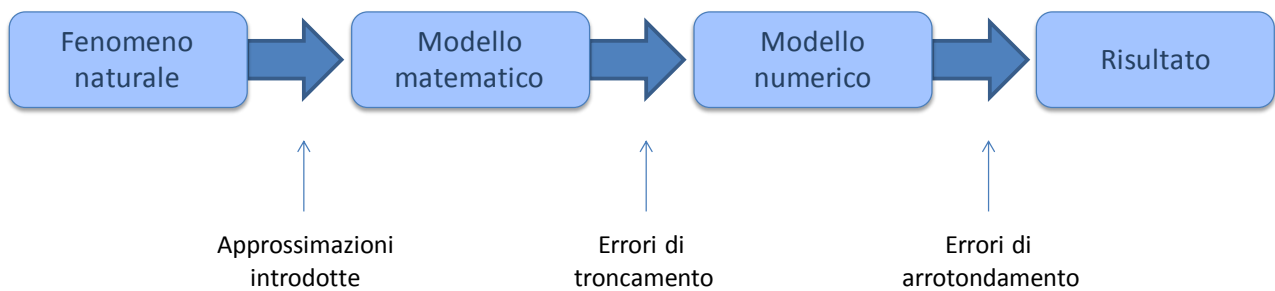 Fenomeno
naturale
Modello
matematico
Modello
numerico
Risultato
Approssimazioni
introdotte
Errori di
troncamento
Errori di
arrotondamento